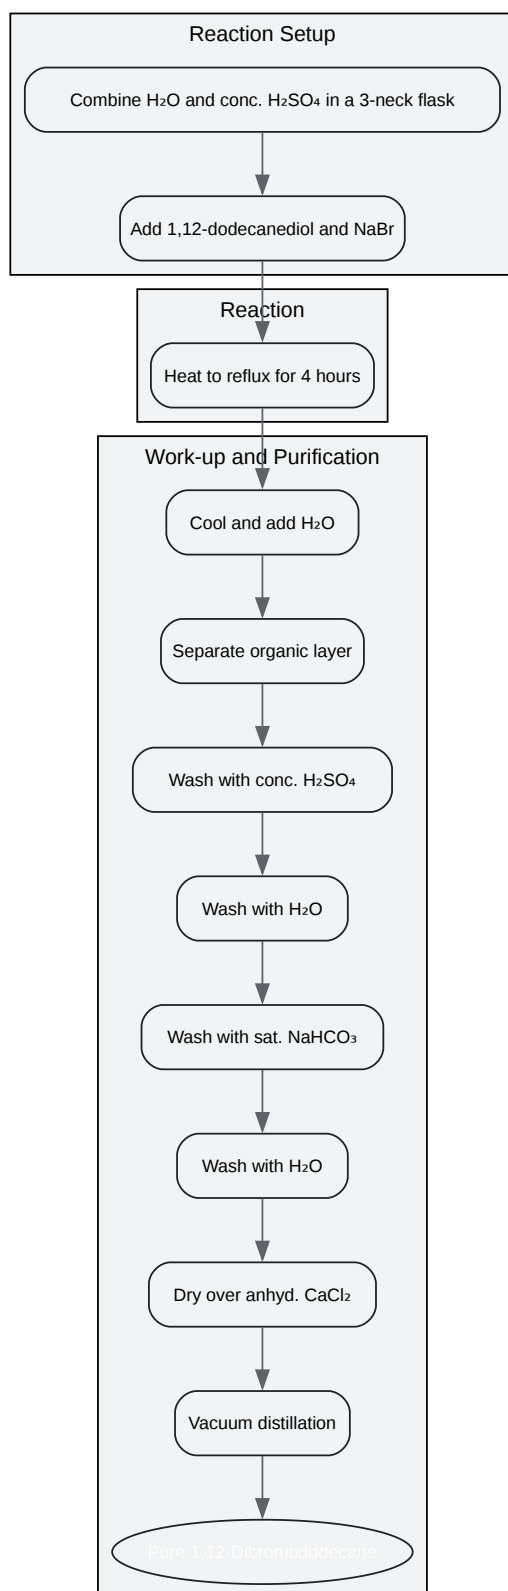 Reaction Setup
Combine H₂O and conc. H₂SO₄ in a 3-neck flask
Add 1,12-dodecanediol and NaBr
Reaction
Heat to reflux for 4 hours
Work-up and Purification
Cool and add H₂O
Separate organic layer
Wash with conc. H₂SO₄
Wash with H₂O
Wash with sat. NaHCO₃
Wash with H₂O
Dry over anhyd. CaCl₂
Vacuum distillation
Pure 1,12-Dibromododecane